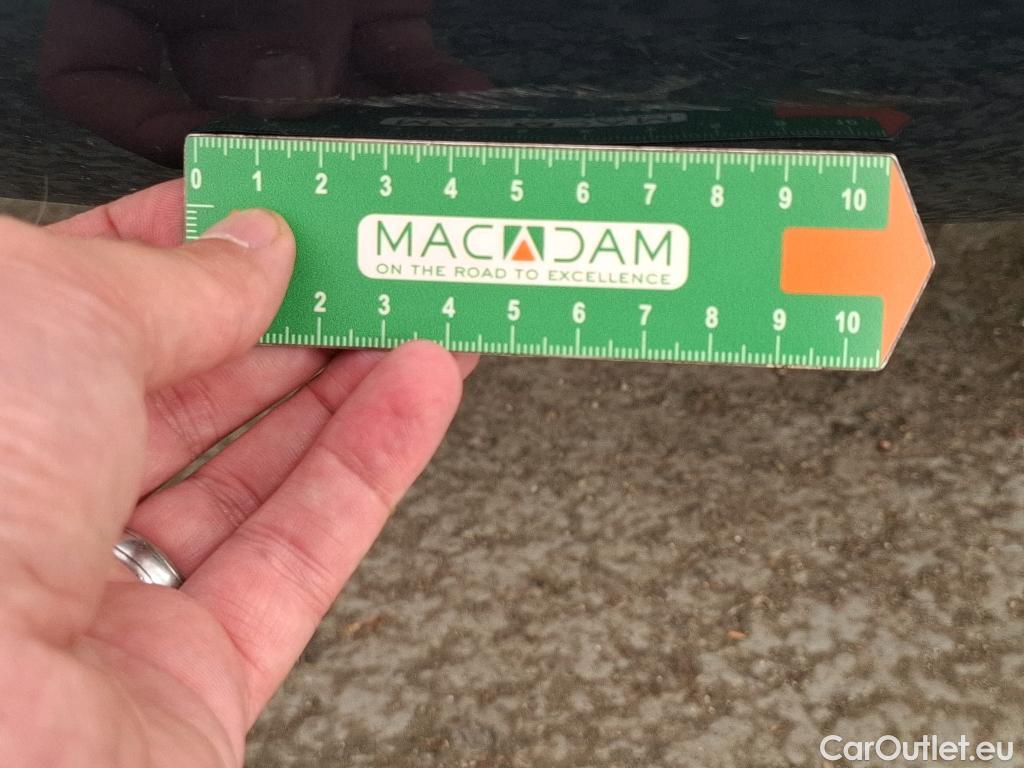 0 1 2 3 4 5 6 7 8 9 10
MACADAM
ON THE ROAD TO EXCELLENCE
2 3 4 5 6 7 8 9 10
CarOutlet.eu